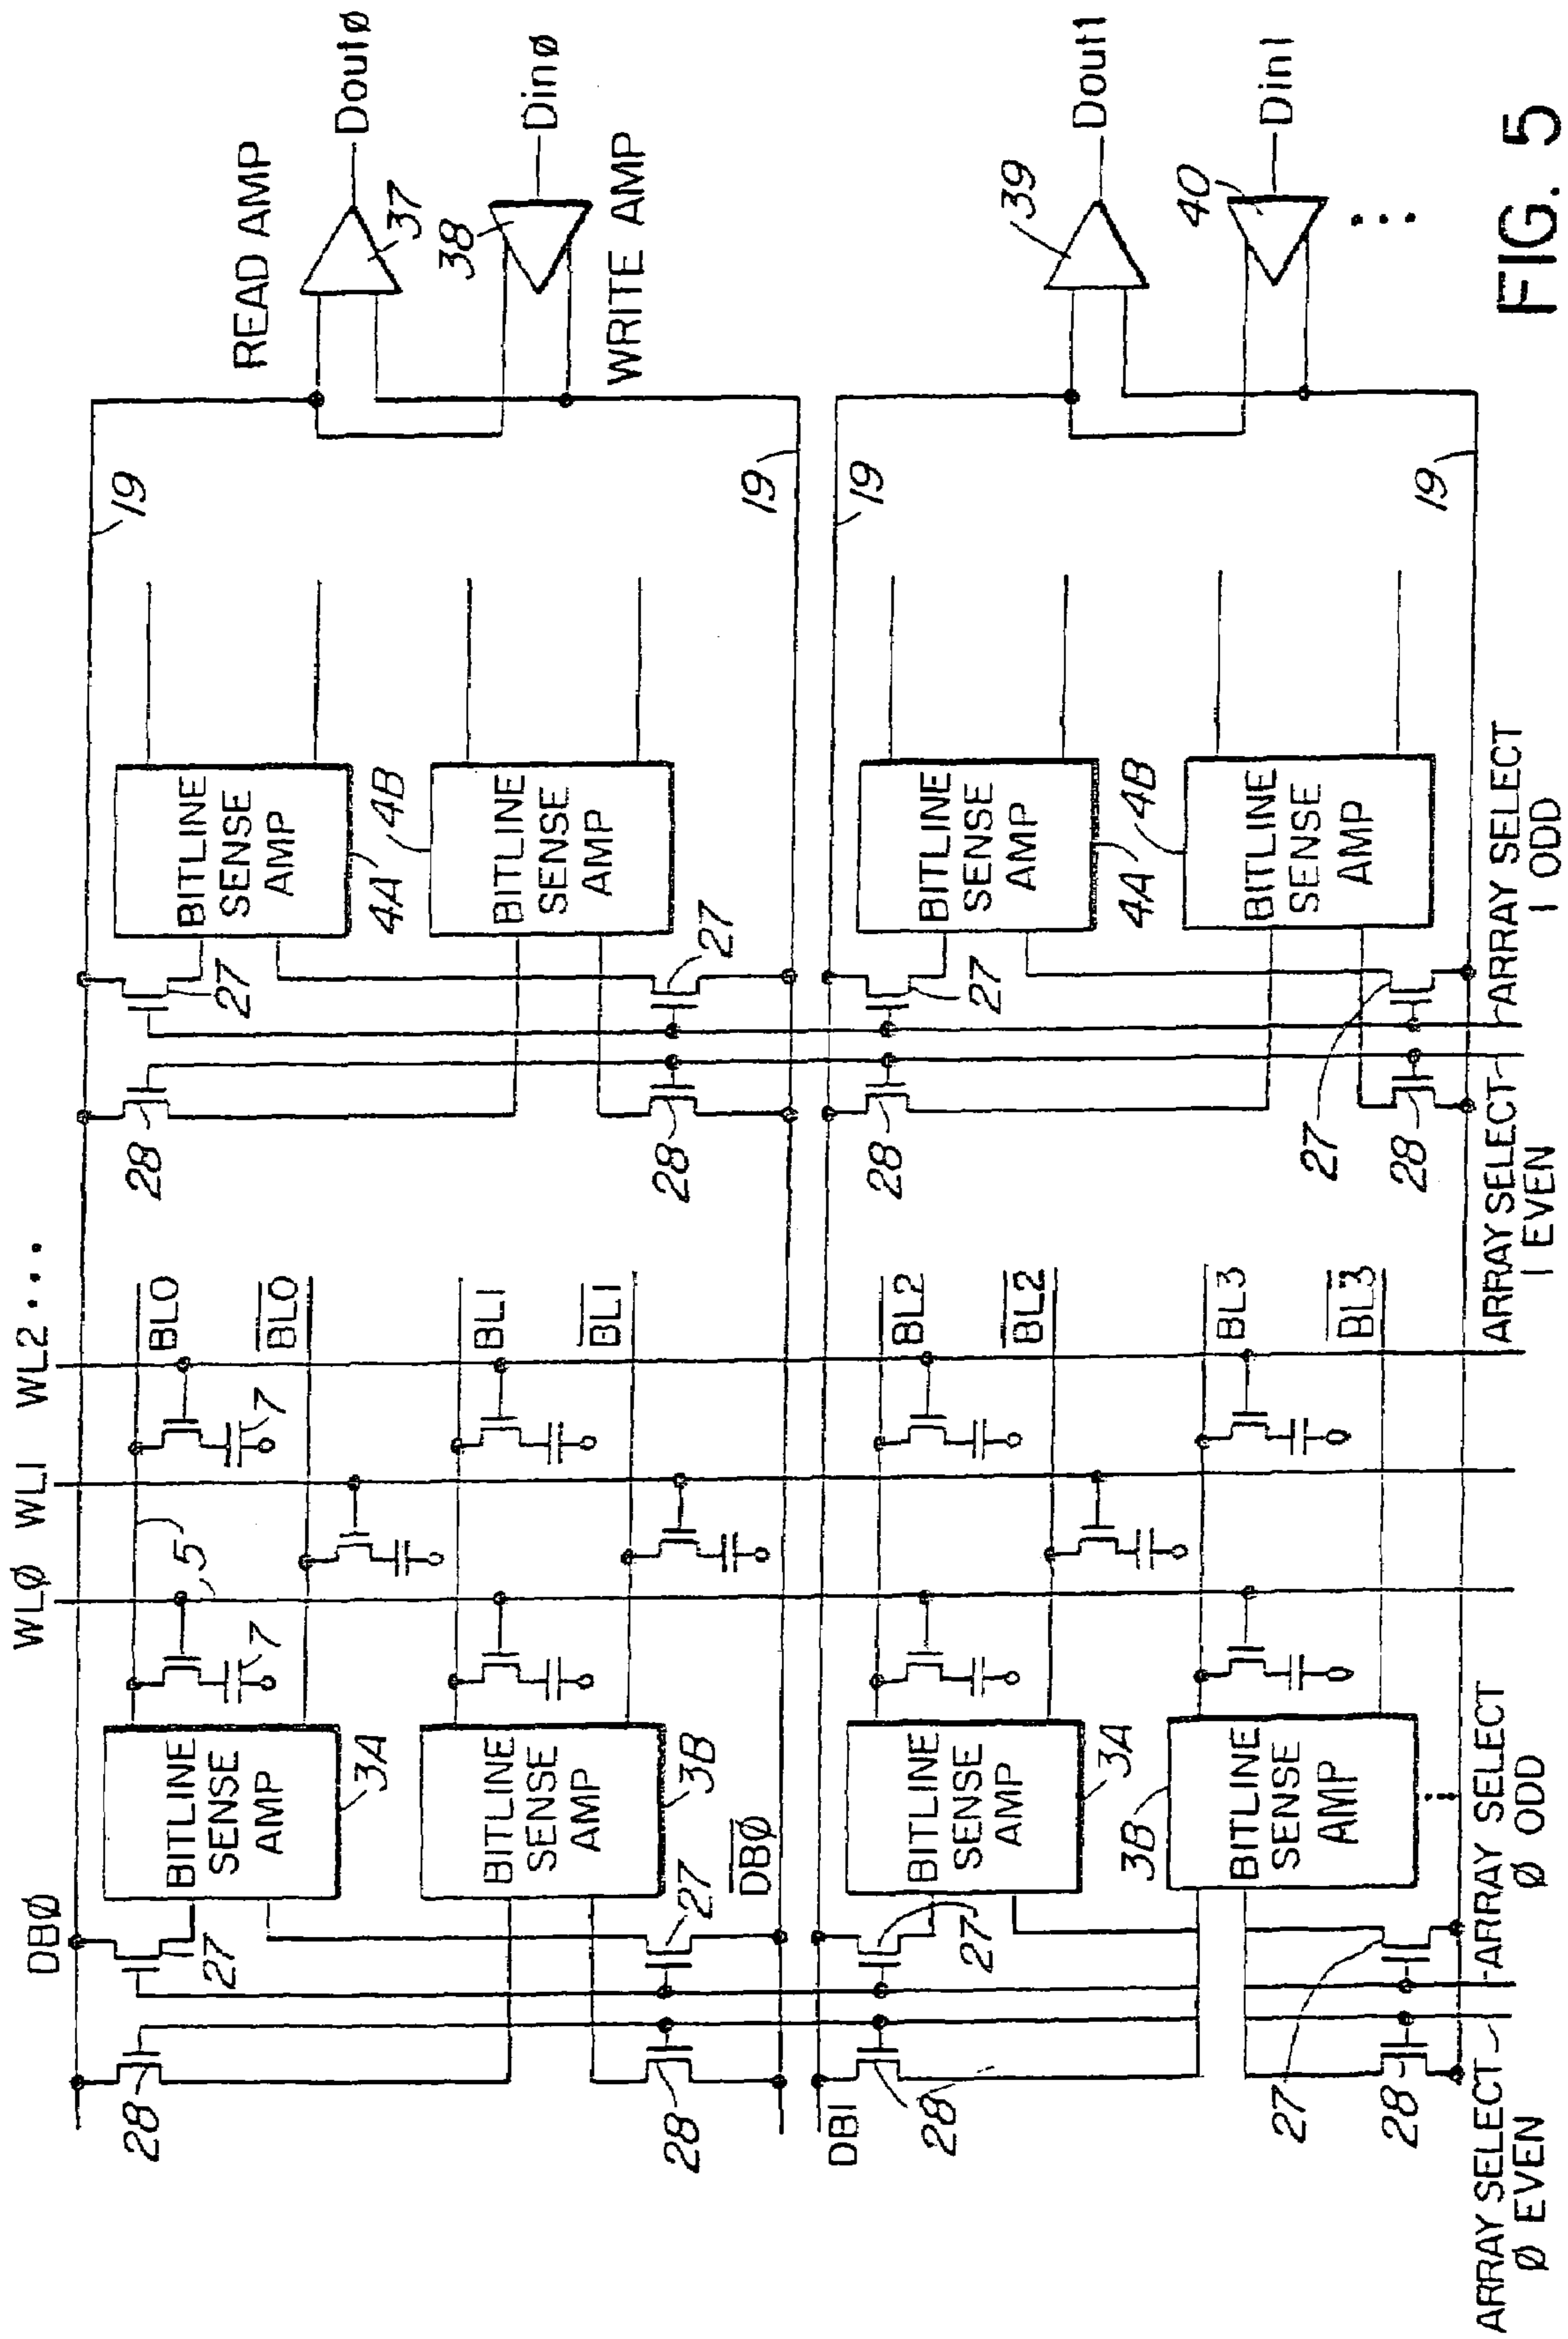 WLØ WL1 WL2...
DBØ
BL0
BL0
BL1
BL1
DBØ
5
7
7
BITLINE
SENSE
AMP
3A
BITLINE
SENSE
AMP
3B
27
27
28
28
BITLINE
SENSE
AMP
4A
BITLINE
SENSE
AMP
4B
27
27
28
28
19
19
READ AMP
37
DoutØ
38
DinØ
WRITE AMP
DB1
BL2
BL2
BL3
BL3
BITLINE
SENSE
AMP
3A
BITLINE
SENSE
AMP
3B
27
27
28
28
BITLINE
SENSE
AMP
4A
BITLINE
SENSE
AMP
4B
27
27
28
28
19
19
39
Dout1
40
Din1
ARRAY SELECT
Ø EVEN
ARRAY SELECT
Ø ODD
ARRAY SELECT
1 EVEN
ARRAY SELECT
1 ODD
FIG. 5